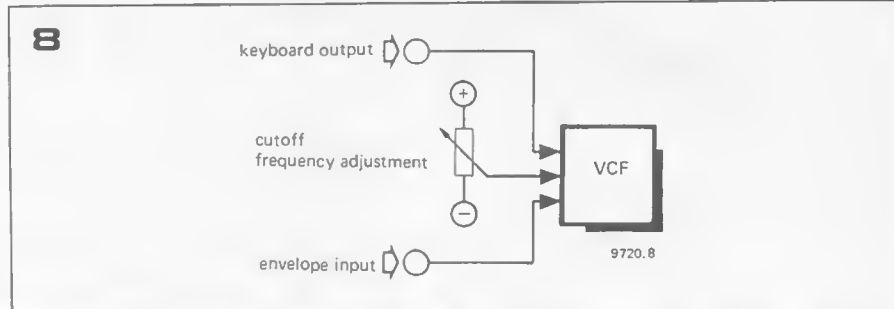 8
keyboard output
+
cutoff
frequency adjustment
VCF
−
envelope input
9720.8